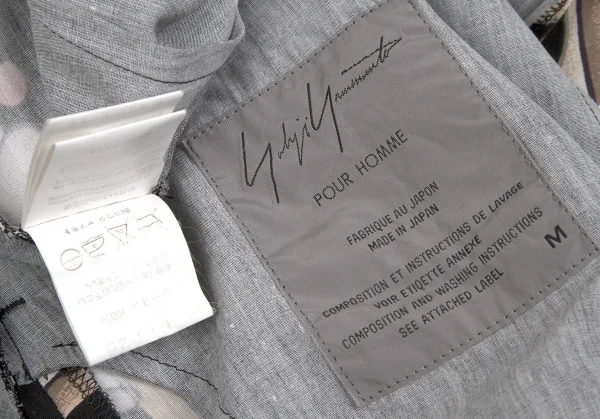 Yohji Yamamoto
POUR HOMME
FABRIQUE AU JAPON
MADE IN JAPAN
COMPOSITION ET INSTRUCTIONS DE LAVAGE
VOIR ETIQETTE ANNEXE
COMPOSITION AND WASHING INSTRUCTIONS
SEE ATTACHED LABEL
M